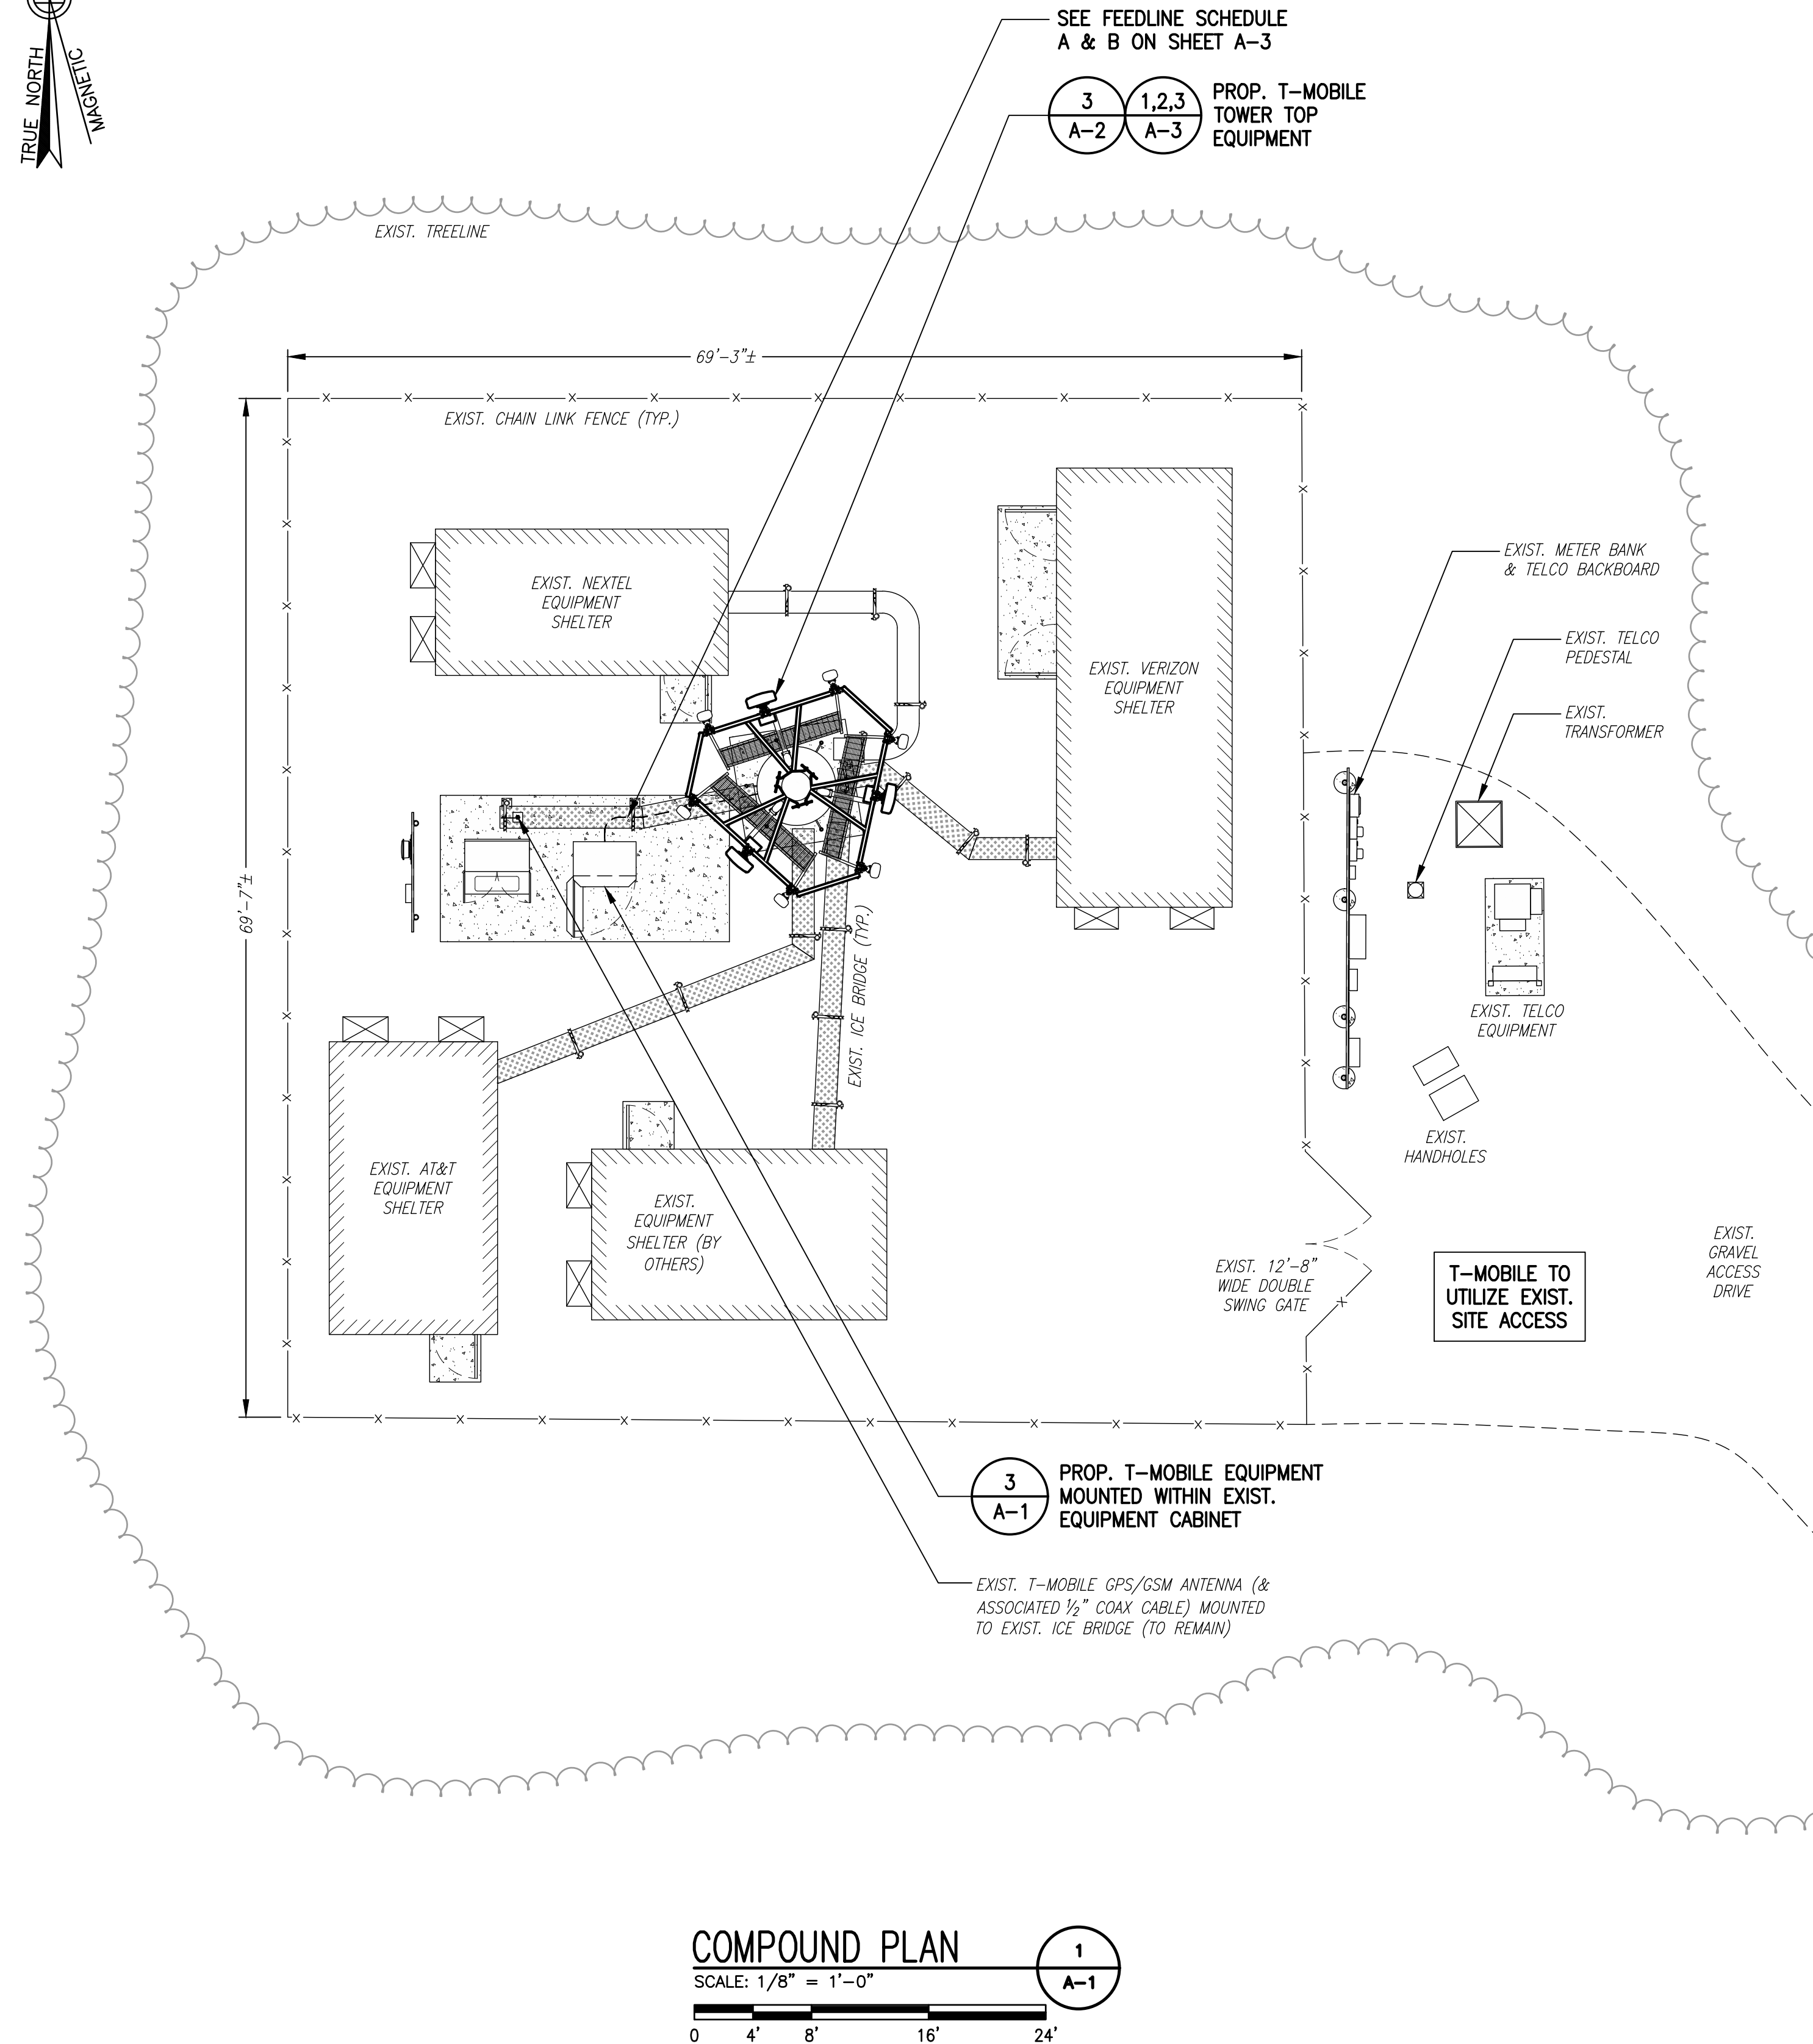 TRUE NORTH
MAGNETIC
SEE FEEDLINE SCHEDULE
A & B ON SHEET A-3
3
A-2
1,2,3
A-3
PROP. T-MOBILE
TOWER TOP
EQUIPMENT
EXIST. TREELINE
69'-3"±
EXIST. CHAIN LINK FENCE (TYP.)
69'-7"±
EXIST. NEXTEL
EQUIPMENT
SHELTER
EXIST. VERIZON
EQUIPMENT
SHELTER
EXIST. METER BANK
& TELCO BACKBOARD
EXIST. TELCO
PEDESTAL
EXIST.
TRANSFORMER
EXIST. ICE BRIDGE (TYP.)
EXIST. TELCO
EQUIPMENT
EXIST.
HANDHOLES
EXIST. AT&T
EQUIPMENT
SHELTER
EXIST.
EQUIPMENT
SHELTER (BY
OTHERS)
EXIST. 12'-8"
WIDE DOUBLE
SWING GATE
T-MOBILE TO
UTILIZE EXIST.
SITE ACCESS
EXIST.
GRAVEL
ACCESS
DRIVE
3
A-1
PROP. T-MOBILE EQUIPMENT
MOUNTED WITHIN EXIST.
EQUIPMENT CABINET
EXIST. T-MOBILE GPS/GSM ANTENNA (&
ASSOCIATED 1/2" COAX CABLE) MOUNTED
TO EXIST. ICE BRIDGE (TO REMAIN)
COMPOUND PLAN
SCALE: 1/8" = 1'-0"
1
A-1
0 4' 8' 16' 24'